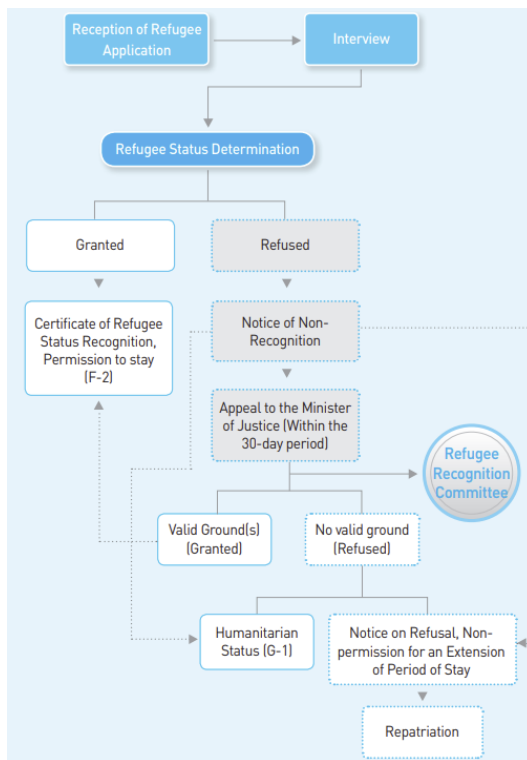 Reception of Refugee
Application
Interview
Refugee Status Determination
Granted
Refused
Certificate of Refugee
Status Recognition,
Permission to stay
(F-2)
Notice of Non-
Recognition
Appeal to the Minister
of Justice (Within the
30-day period)
Refugee
Recognition
Committee
Valid Ground(s)
(Granted)
No valid ground
(Refused)
Humanitarian
Status (G-1)
Notice on Refusal, Non-
permission for an Extension
of Period of Stay
Repatriation